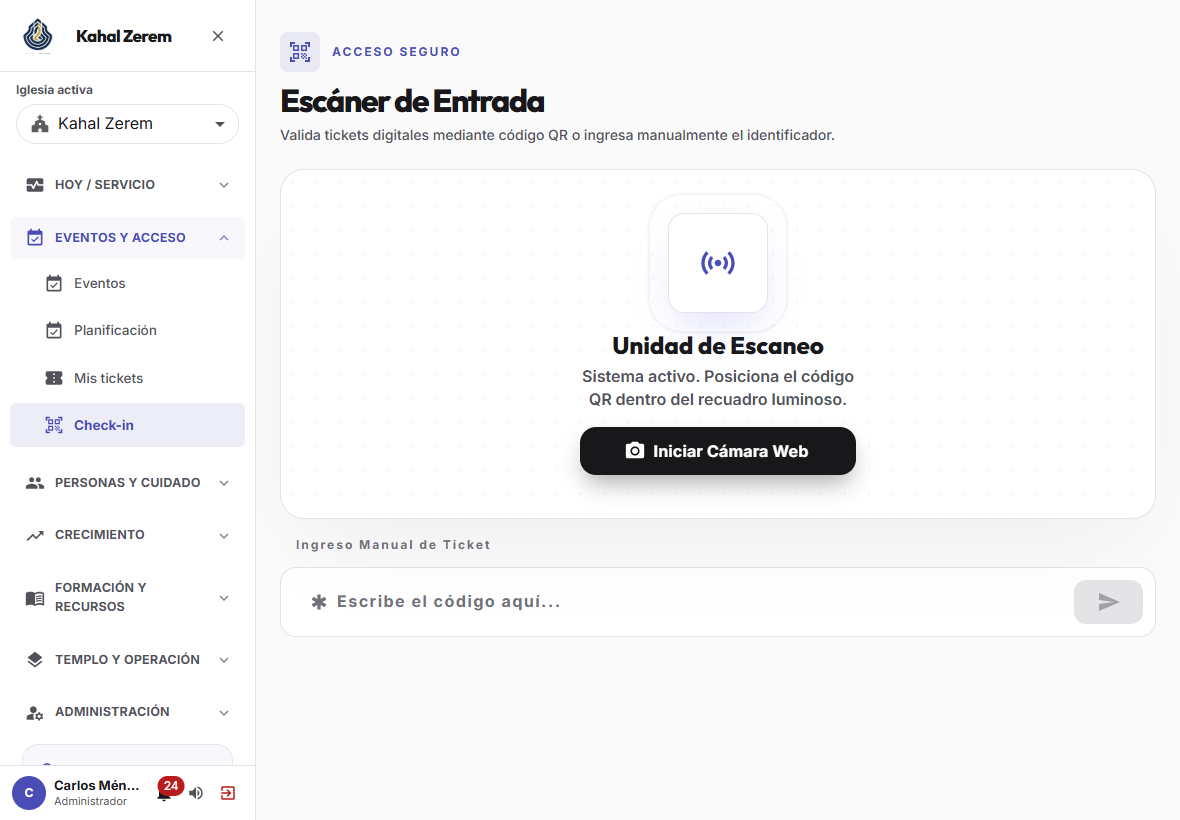 Kahal Zerem
Iglesia activa
Kahal Zerem
HOY / SERVICIO
EVENTOS Y ACCESO
Eventos
Planificación
Mis tickets
Check-in
PERSONAS Y CUIDADO
CRECIMIENTO
FORMACIÓN Y
RECURSOS
TEMPLO Y OPERACIÓN
ADMINISTRACIÓN
C
Carlos Mén...
Administrador
24
ACCESO SEGURO
Escáner de Entrada
Valida tickets digitales mediante código QR o ingresa manualmente el identificador.
Unidad de Escaneo
Sistema activo. Posiciona el código
QR dentro del recuadro luminoso.
Iniciar Cámara Web
Ingreso Manual de Ticket
Escribe el código aquí...